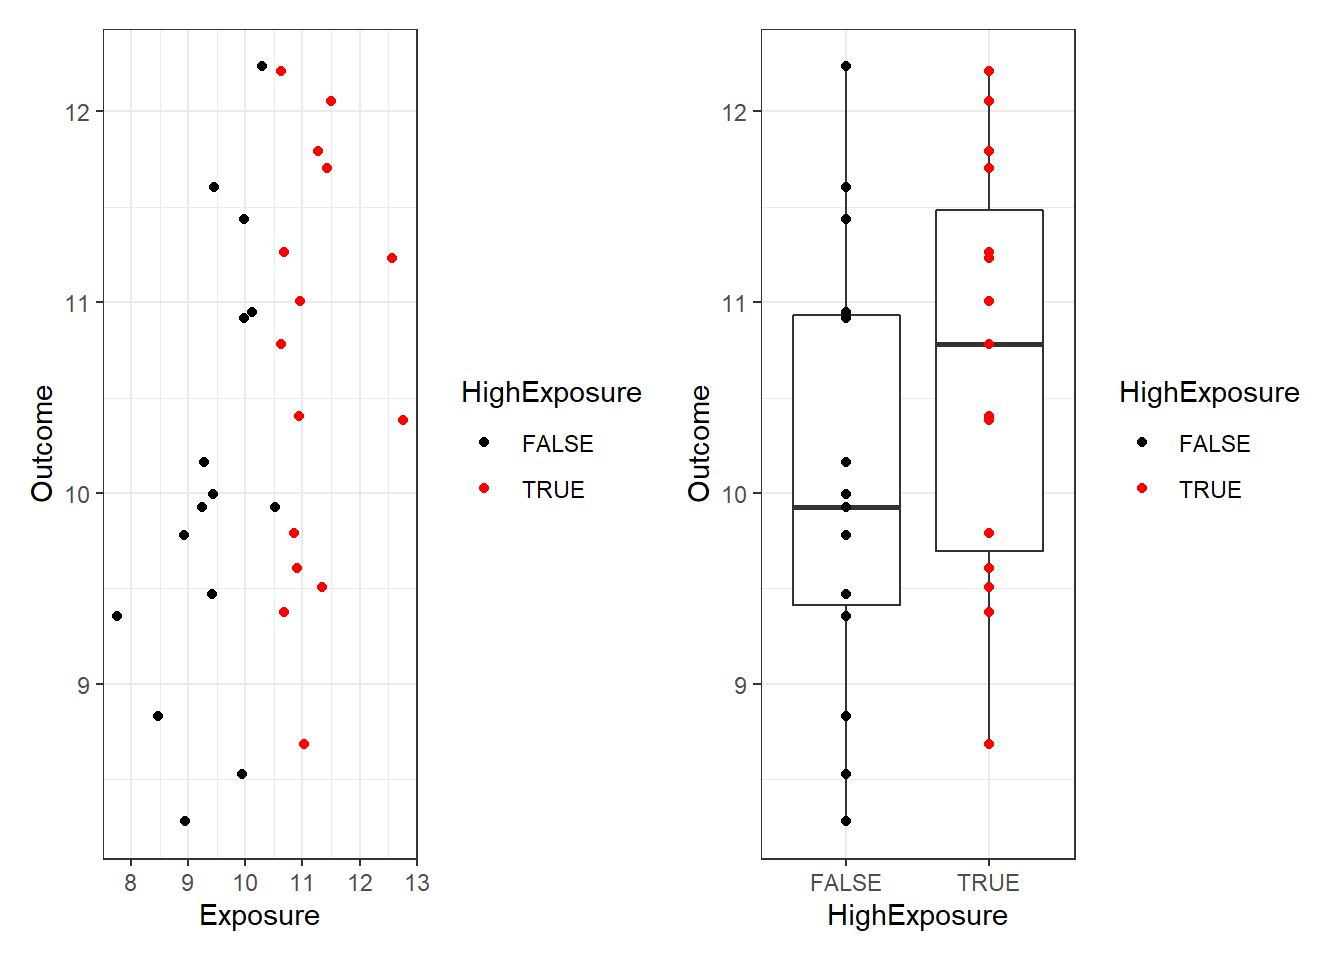 12
11
10
9
Outcome
8 9 10 11 12 13
Exposure
HighExposure
FALSE
TRUE
12
11
10
9
Outcome
FALSE TRUE
HighExposure
HighExposure
FALSE
TRUE